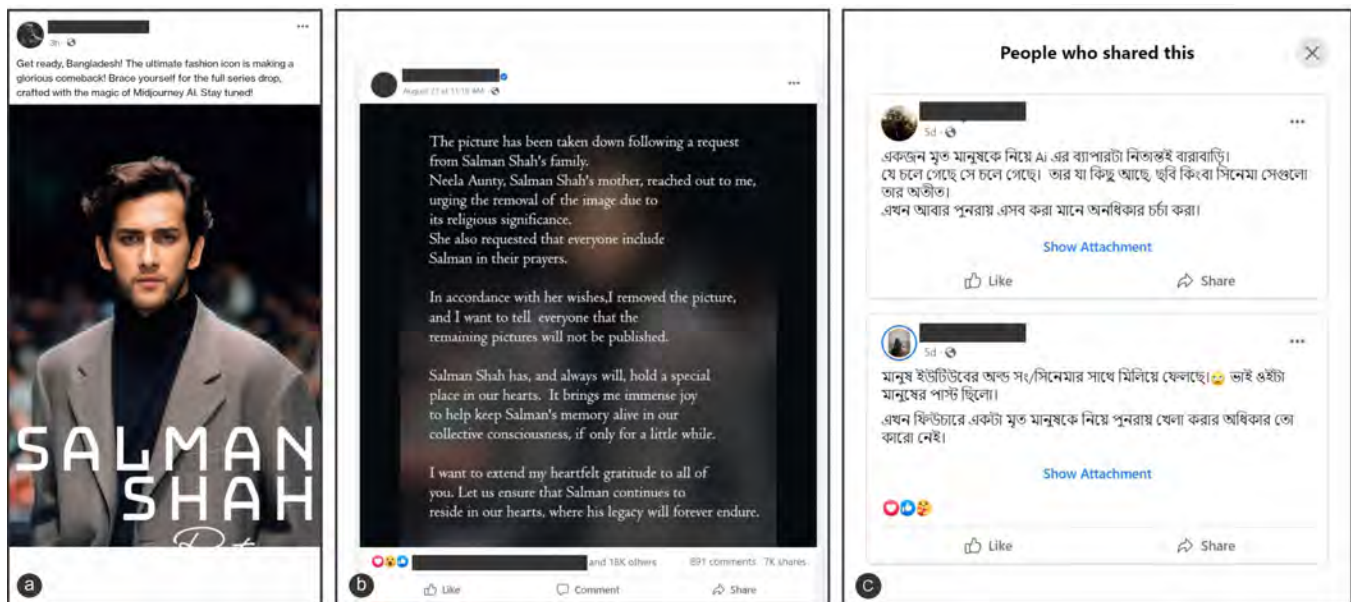 3h
Get ready, Bangladesh! The ultimate fashion icon is making a
glorious comeback! Brace yourself for the full series drop,
crafted with the magic of Midjourney AI. Stay tuned!
SALMAN
SHAH
a
August 21 at 11:18 AM
The picture has been taken down following a request
from Salman Shah's family.
Neela Aunty, Salman Shah's mother, reached out to me,
urging the removal of the image due to
its religious significance.
She also requested that everyone include
Salman in their prayers.
In accordance with her wishes,I removed the picture,
and I want to tell everyone that the
remaining pictures will not be published.
Salman Shah has, and always will, hold a special
place in our hearts. It brings me immense joy
to help keep Salman's memory alive in our
collective consciousness, if only for a little while.
I want to extend my heartfelt gratitude to all of
you. Let us ensure that Salman continues to
reside in our hearts, where his legacy will forever endure.
and 18K others 891 comments 7K shares
Like Comment Share
b
People who shared this
5d
একজন মৃত মানুষকে নিয়ে Ai এর ব্যাপারটা নিতান্তই বারাবাড়ি।
যে চলে গেছে সে চলে গেছে। তার যা কিছু আছে, ছবি কিংবা সিনেমা সেগুলো
তার অতীত।
এখন আবার পুনরায় এসব করা মানে অনধিকার চর্চা করা।
Show Attachment
Like Share
5d
মানুষ ইউটিউবের অল্ড সং/সিনেমার সাথে মিলিয়ে ফেলছে। ভাই ওইটা
মানুষের পাস্ট ছিলো।
এখন ফিউচারে একটা মৃত মানুষকে নিয়ে পুনরায় খেলা করার অধিকার তো
কারো নেই।
Show Attachment
Like Share
c